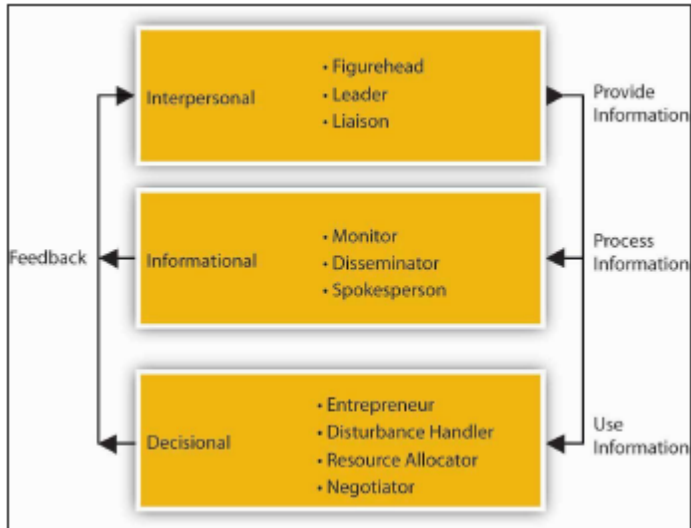 Interpersonal
• Figurehead
• Leader
• Liaison
Provide
Information
Feedback
Informational
• Monitor
• Disseminator
• Spokesperson
Process
Information
Decisional
• Entrepreneur
• Disturbance Handler
• Resource Allocator
• Negotiator
Use
Information